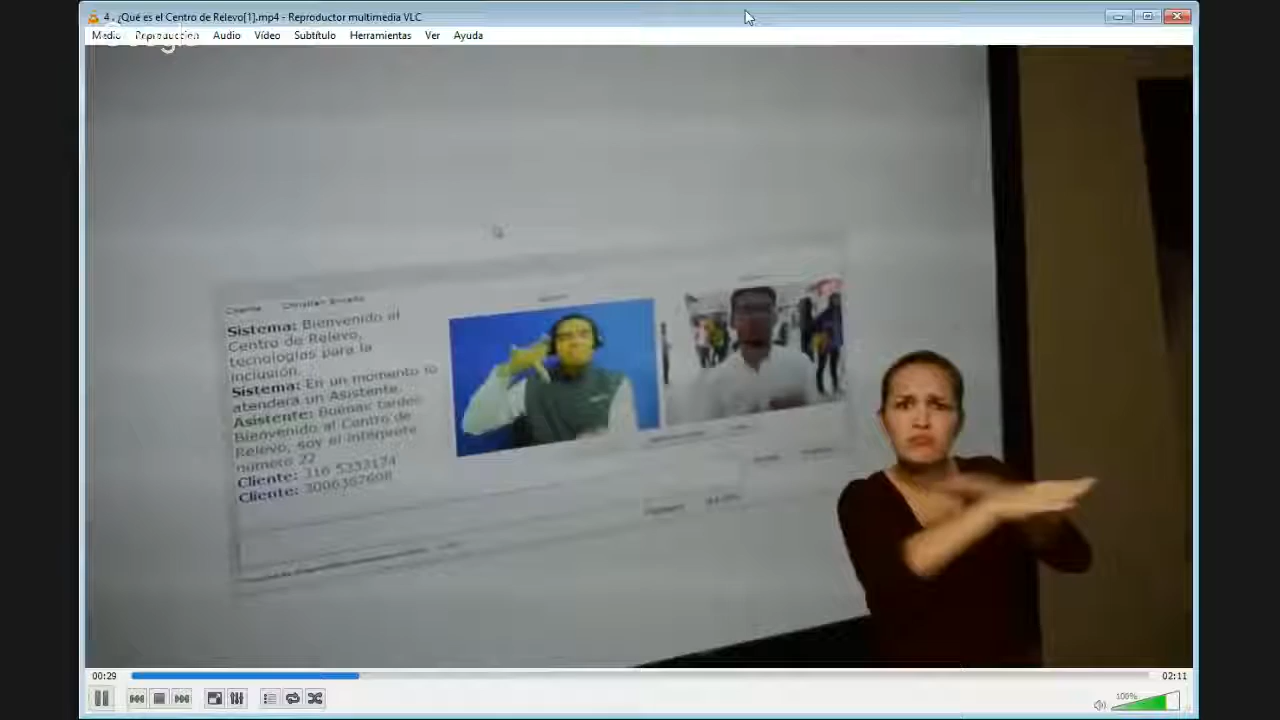 4. ¿Qué es el Centro de Relevo[1].mp4 - Reproductor multimedia VLC
Medio Reproducción Audio Vídeo Subtítulo Herramientas Ver Ayuda
Google
Cliente
Sistema: Bienvenido al
Centro de Relevo,
tecnologías para la
inclusión.
Sistema: En un momento lo
atenderá un Asistente.
Asistente: Buenas tardes
Bienvenido al Centro de
Relevo, soy el intérprete
número 22
Cliente: 316 5333174
Cliente: 3006367608
00:29
02:11
100%